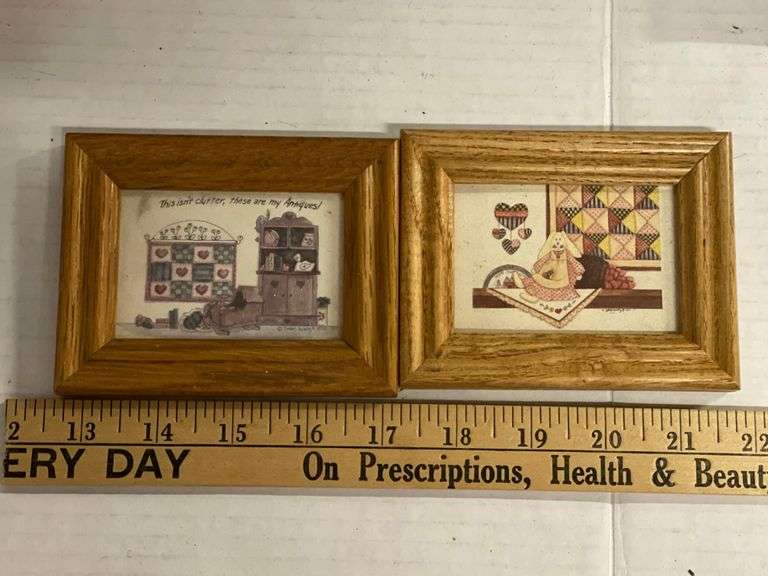 This isn't clutter, these are my Antiques!
2 13 14 15 16 17 18 19 20 21 22
ERY DAY On Prescriptions, Health & Beaut